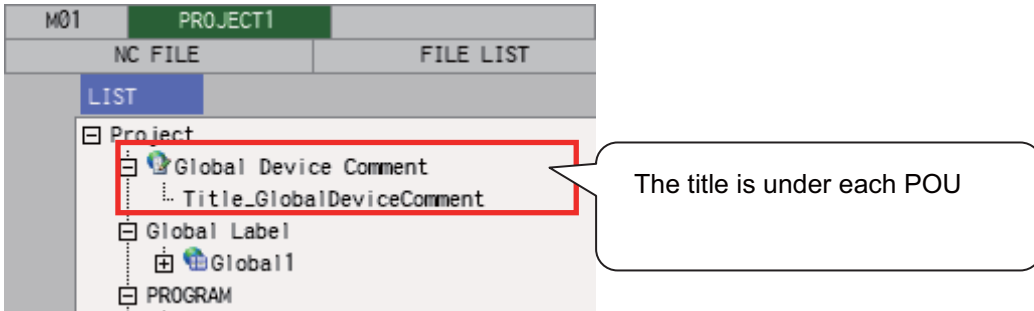 M01 PROJECT1
NC FILE FILE LIST
LIST
Project
Global Device Comment
Title_GlobalDeviceComment
Global Label
Global1
PROGRAM
The title is under each POU